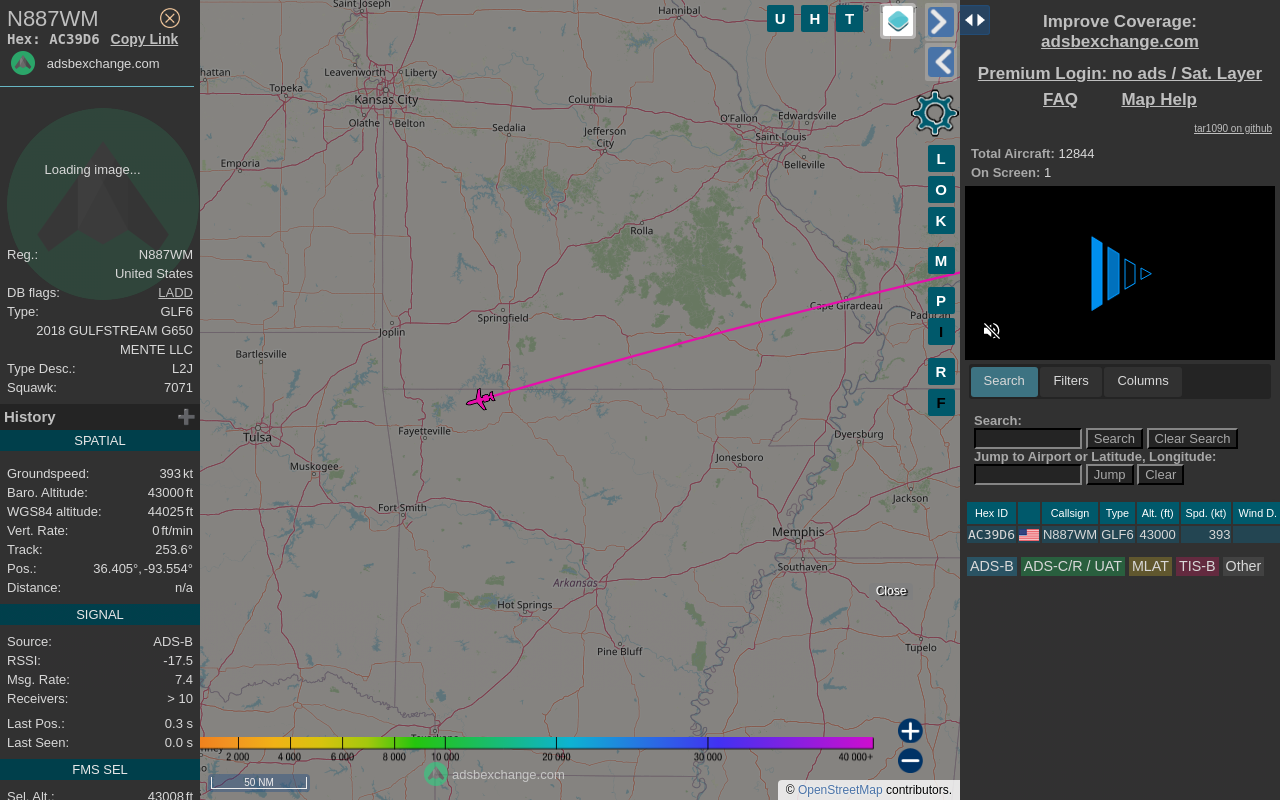 N887WM
Hex: AC39D6 Copy Link
adsbexchange.com
Loading image...
Reg.: N887WM
United States
DB flags: LADD
Type: GLF6
2018 GULFSTREAM G650
MENTE LLC
Type Desc.: L2J
Squawk: 7071
History
SPATIAL
Groundspeed: 393 kt
Baro. Altitude: 43000 ft
WGS84 altitude: 44025 ft
Vert. Rate: 0 ft/min
Track: 253.6°
Pos.: 36.405°, -93.554°
Distance: n/a
SIGNAL
Source: ADS-B
RSSI: -17.5
Msg. Rate: 7.4
Receivers: > 10
Last Pos.: 0.3 s
Last Seen: 0.0 s
FMS SEL
Sel. Alt.: 43008 ft
Saint Joseph
Hannibal
hattan
Leavenworth
Liberty
Topeka
Kansas City
Columbia
Olathe
Belton
Sedalia
Jefferson
City
O'Fallon
Edwardsville
Saint Louis
Belleville
Emporia
Rolla
Cape Girardeau
Springfield
Joplin
Bartlesville
Fayetteville
Tulsa
Dyersburg
Muskogee
Jonesboro
Jackson
Fort Smith
Memphis
Southaven
Arkansas
Hot Springs
Close
Pine Bluff
Tupelo
2 000 4 000 6 000 8 000 10 000 20 000 30 000 40 000+
adsbexchange.com
50 NM
© OpenStreetMap contributors.
U H T
L
O
K
M
P
I
R
F
Improve Coverage:
adsbexchange.com
Premium Login: no ads / Sat. Layer
FAQ Map Help
tar1090 on github
Total Aircraft: 12844
On Screen: 1
Search Filters Columns
Search:
Search Clear Search
Jump to Airport or Latitude, Longitude:
Jump Clear
Hex ID Callsign Type Alt. (ft) Spd. (kt) Wind D.
AC39D6 N887WM GLF6 43000 393
ADS-B ADS-C/R / UAT MLAT TIS-B Other